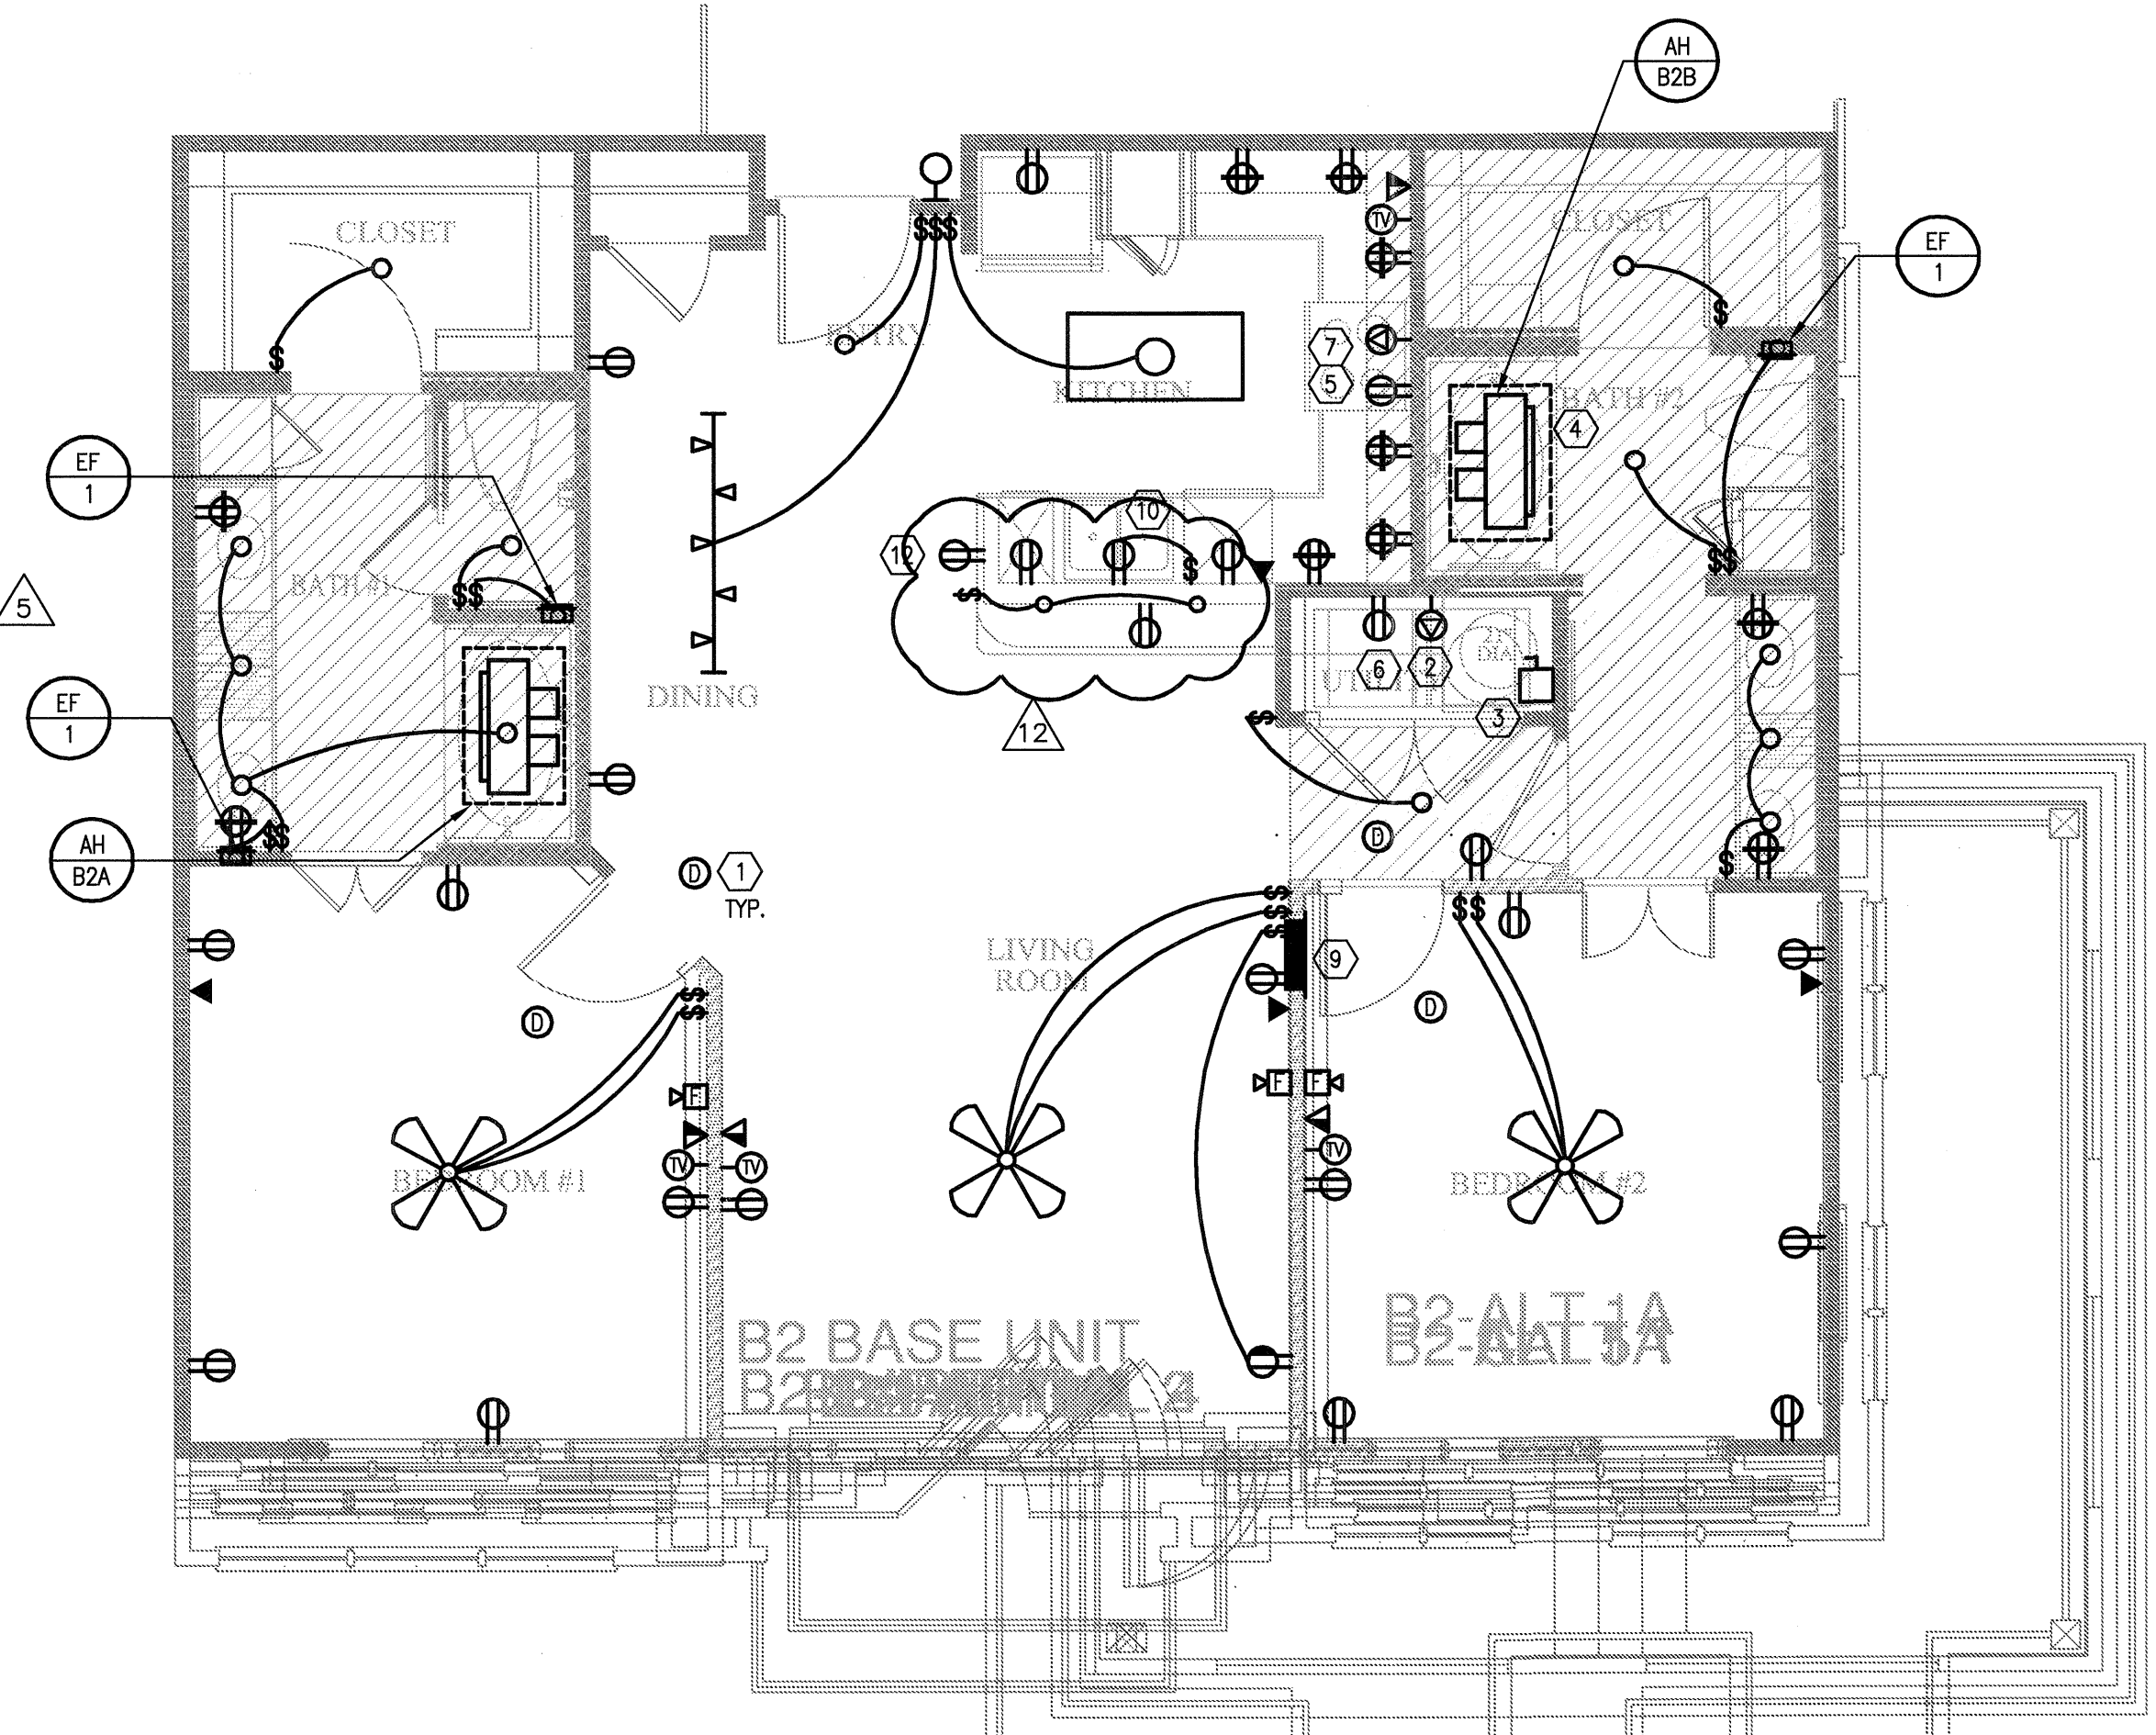 AH
B2B
CLOSET
CLOSET
TV
EF
1
$
$$$
$
ENTRY
7
5
KITCHEN
BATH #2
4
EF
1
10
12
$
$
$$
$$
BATH #1
5
6
2
3
DINING
12
EF
1
$
$$
$
AH
B2A
D
1
TYP.
D
LIVING
ROOM
$
$
$
$$
9
D
$
$
D
F
F
F
TV
TV
TV
BEDROOM #1
BEDROOM #2
B2 BASE UNIT
B2-ALT-1A